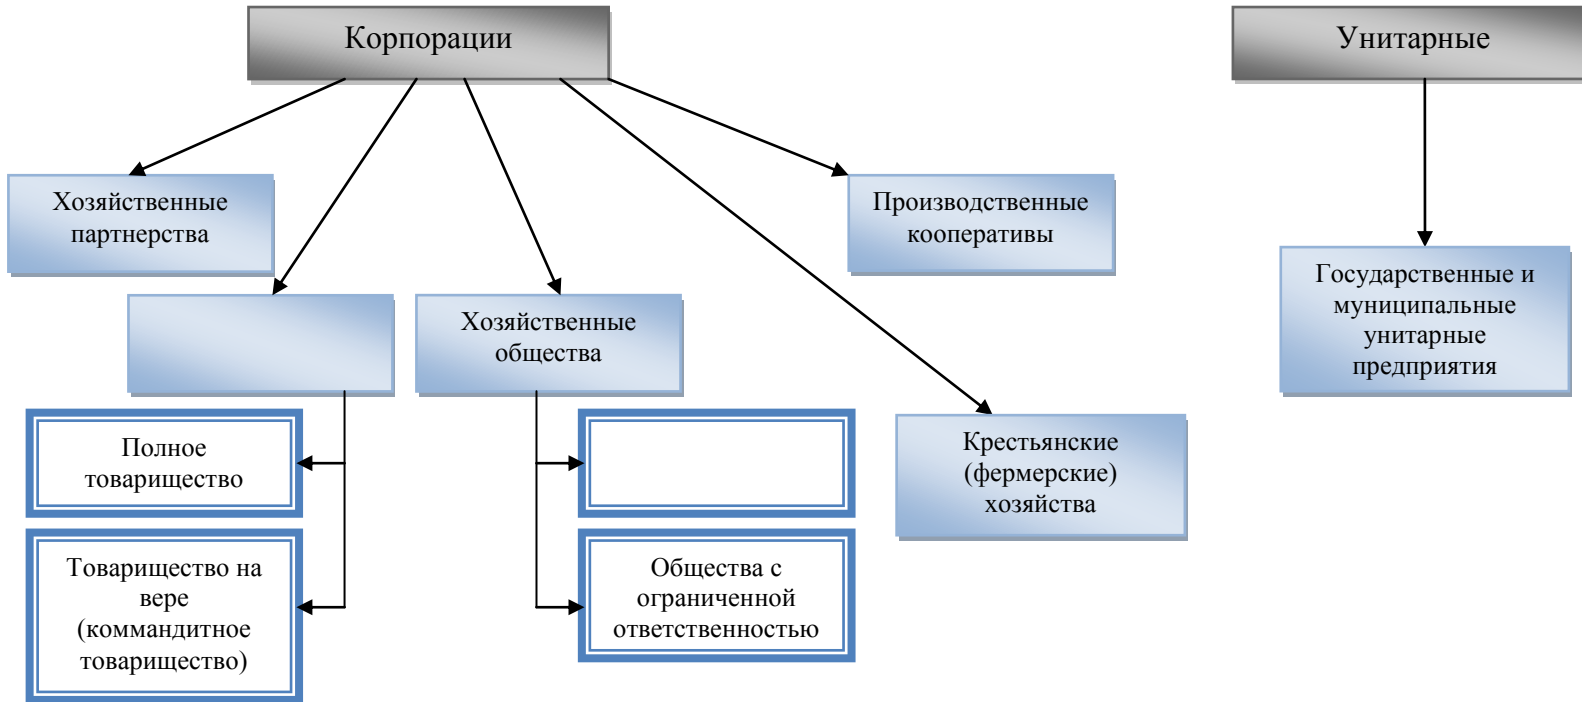 Корпорации
Унитарные
Хозяйственные
партнерства
Производственные
кооперативы
Государственные и
муниципальные
унитарные
предприятия
Хозяйственные
общества
Полное
товарищество
Крестьянские
(фермерские)
хозяйства
Товарищество на
вере
(коммандитное
товарищество)
Общества с
ограниченной
ответственностью